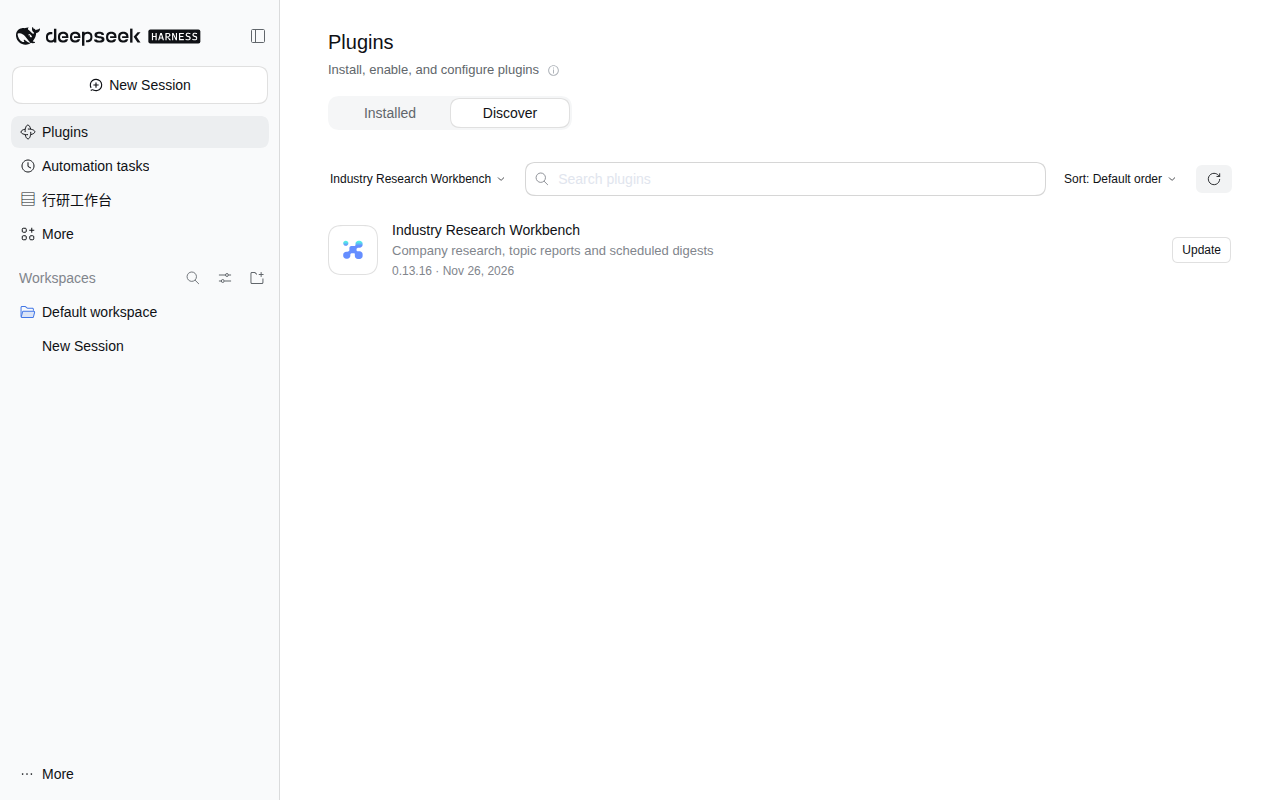 deepseek HARNESS
New Session
Plugins
Automation tasks
行研工作台
More
Workspaces
Default workspace
New Session
More
Plugins
Install, enable, and configure plugins
Installed
Discover
Industry Research Workbench
Search plugins
Sort: Default order
Industry Research Workbench
Company research, topic reports and scheduled digests
0.13.16 · Nov 26, 2026
Update